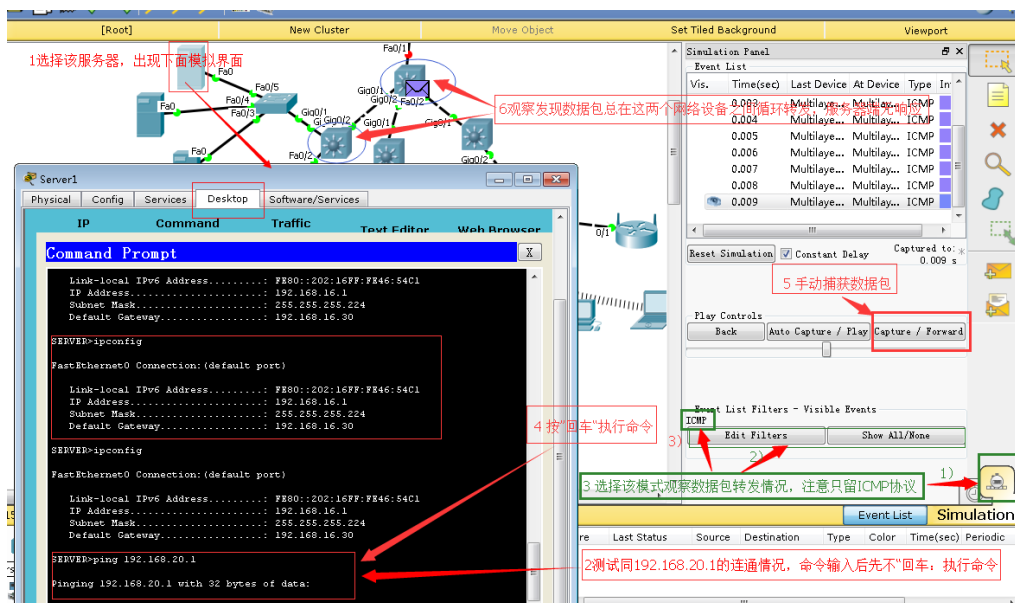 [Root] New Cluster Move Object Set Tiled Background Viewport
1选择该服务器，出现下面模拟界面
Fa0/1
Fa0
Fa0/5
Fa0 Fa0/4
Fa0/3
Gig0/1
Gig0/2 Fa0/2
Gig0/1
Gig0/2 Gig0/1
Gig0/1
Fa0
Fa0/2
Gig0/2
0/1
6观察发现数据包总在这两个网络设备之间循环转发，服务器端无响应
Simulation Panel
Event List
Vis. Time(sec) Last Device At Device Type In
0.003 Multilaye... Multilay... ICMP
0.004 Multilaye... Multilay... ICMP
0.005 Multilaye... Multilay... ICMP
0.006 Multilaye... Multilay... ICMP
0.007 Multilaye... Multilay... ICMP
0.008 Multilaye... Multilay... ICMP
0.009 Multilaye... Multilay... ICMP
Reset Simulation Constant Delay Captured to: *
0.009 s
5 手动捕获数据包
Play Controls
Back Auto Capture / Play Capture / Forward
Event List Filters - Visible Events
ICMP
Edit Filters Show All/None
3)
2)
1)
3 选择该模式观察数据包转发情况，注意只留ICMP协议
Event List Simulation
Last Status Source Destination Type Color Time(sec) Periodic
2测试同192.168.20.1的连通情况，命令输入后先不"回车：执行命令
4 按"回车"执行命令
Server1
Physical Config Services Desktop Software/Services
IP Command Traffic Text Editor Web Browser
Command Prompt X
Link-local IPv6 Address.........: FE80::202:16FF:FE46:54C1
IP Address......................: 192.168.16.1
Subnet Mask.....................: 255.255.255.224
Default Gateway.................: 192.168.16.30
SERVER>ipconfig
FastEthernet0 Connection:(default port)
Link-local IPv6 Address.........: FE80::202:16FF:FE46:54C1
IP Address......................: 192.168.16.1
Subnet Mask.....................: 255.255.255.224
Default Gateway.................: 192.168.16.30
SERVER>ipconfig
FastEthernet0 Connection:(default port)
Link-local IPv6 Address.........: FE80::202:16FF:FE46:54C1
IP Address......................: 192.168.16.1
Subnet Mask.....................: 255.255.255.224
Default Gateway.................: 192.168.16.30
SERVER>ping 192.168.20.1
Pinging 192.168.20.1 with 32 bytes of data: